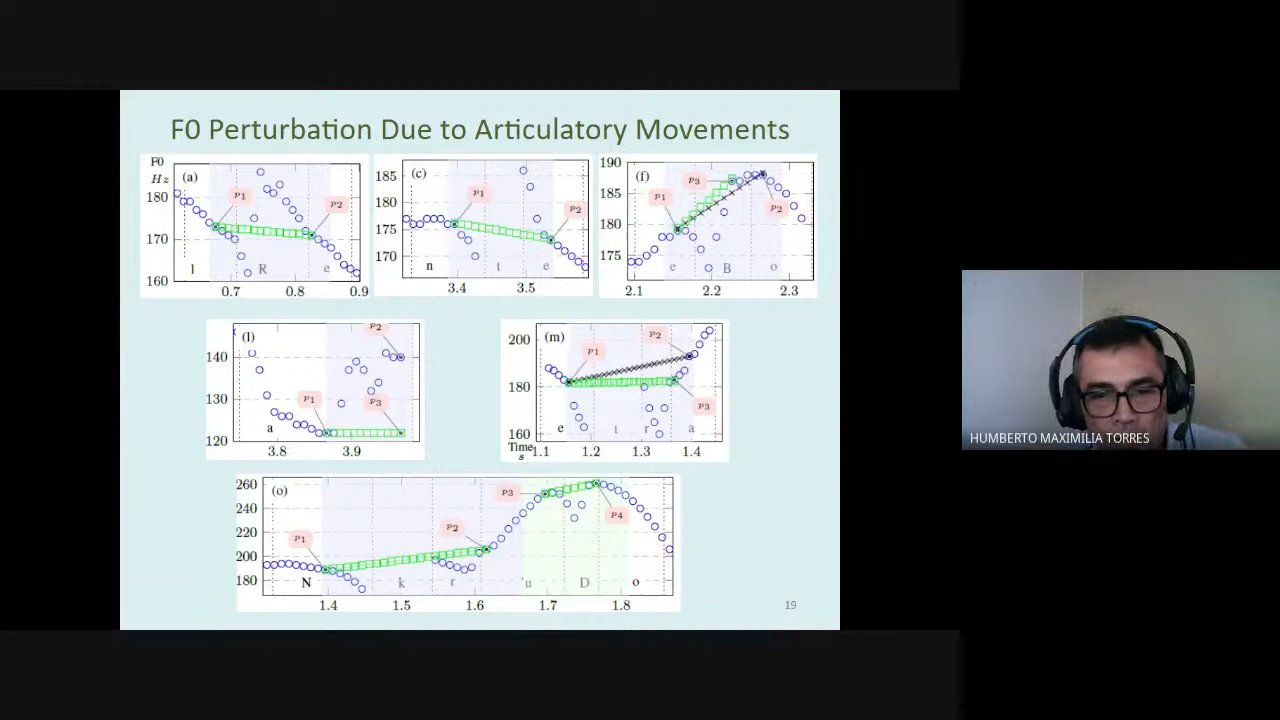 F0 Perturbation Due to Articulatory Movements
F0
Hz
(a)
180
170
160
p1
p2
l R e
0.7 0.8 0.9
(c)
185
180
175
170
p1
p2
n t e
3.4 3.5
(f)
190
185
180
175
p3
p1
p2
e B o
2.1 2.2 2.3
(l)
140
130
120
p2
p1
p3
a
3.8 3.9
(m)
200
180
160
p2
p1
p3
e t r a
Time
s
1.1 1.2 1.3 1.4
(o)
260
240
220
200
180
p3
p4
p2
p1
N k r 'u D o
1.4 1.5 1.6 1.7 1.8
19
HUMBERTO MAXIMILIA TORRES